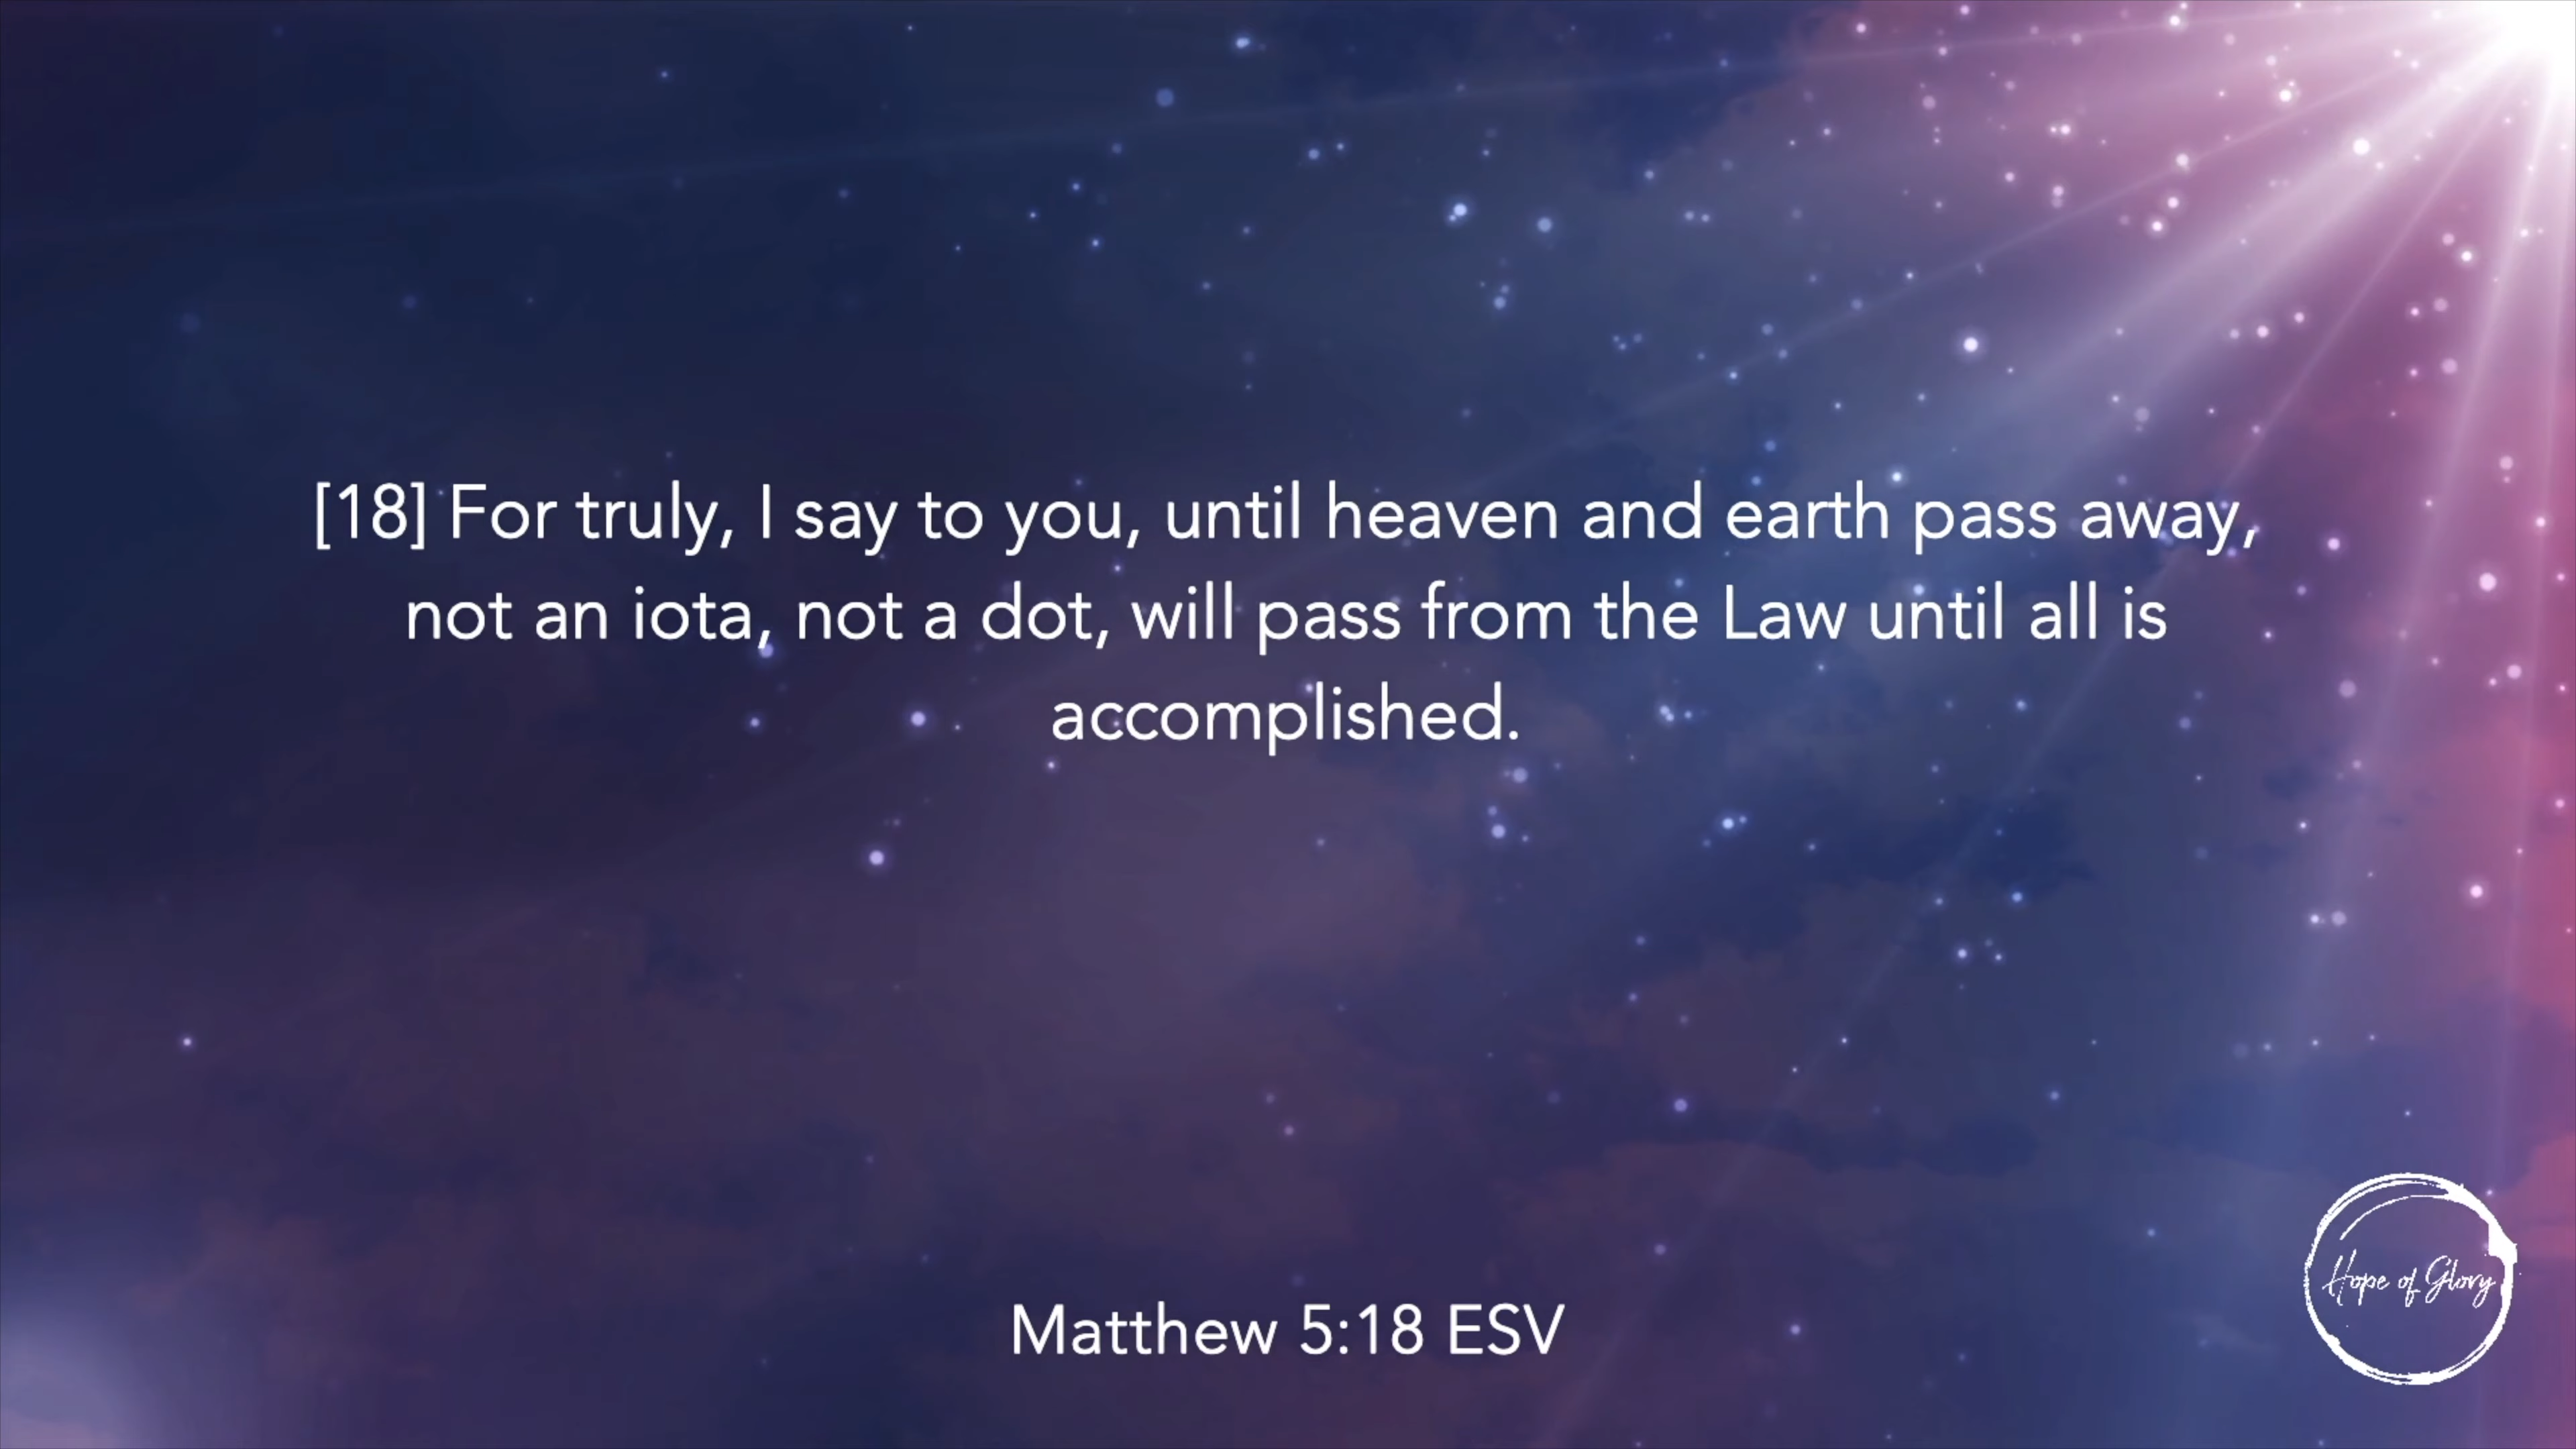 [18] For truly, I say to you, until heaven and earth pass away,
not an iota, not a dot, will pass from the Law until all is
accomplished.
Matthew 5:18 ESV
Hope of Glory